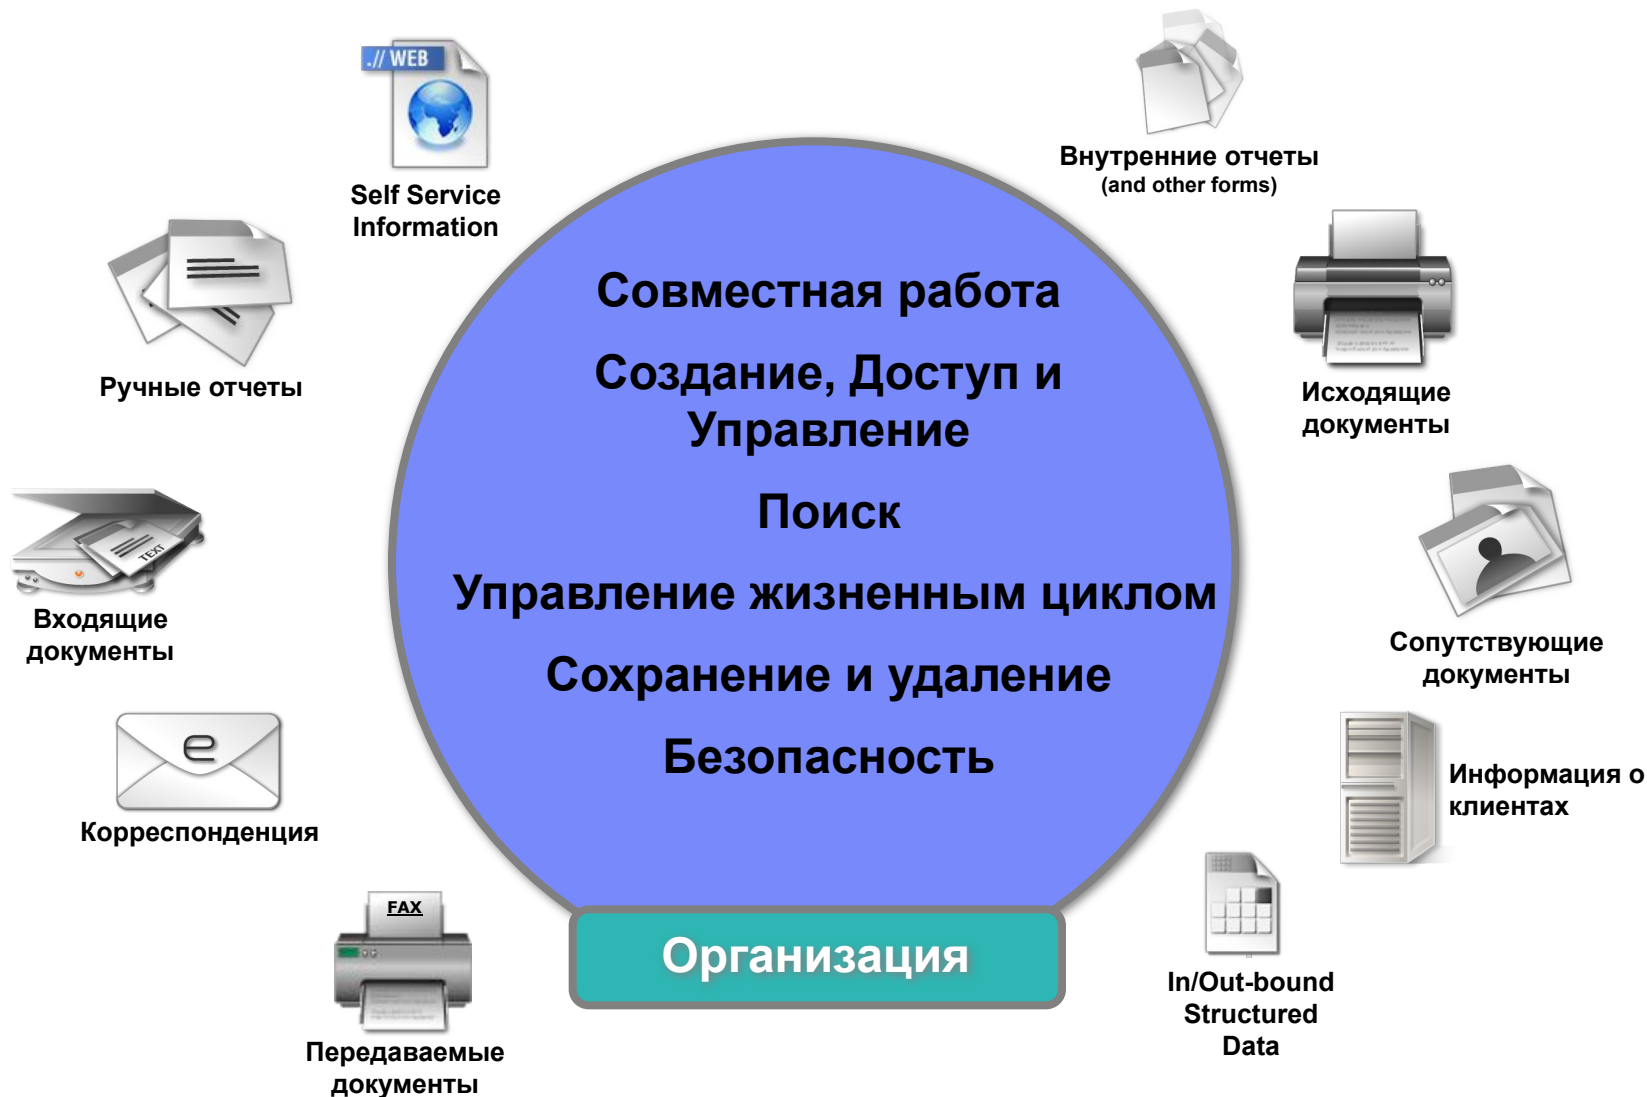 .// WEB
Self Service
Information
Внутренние отчеты
(and other forms)
Ручные отчеты
Исходящие
документы
Совместная работа
Создание, Доступ и
Управление
Поиск
Управление жизненным циклом
Сохранение и удаление
Безопасность
TEXT
Входящие
документы
Сопутствующие
документы
e
Корреспонденция
Информация о
клиентах
FAX
Передаваемые
документы
Организация
In/Out-bound
Structured
Data